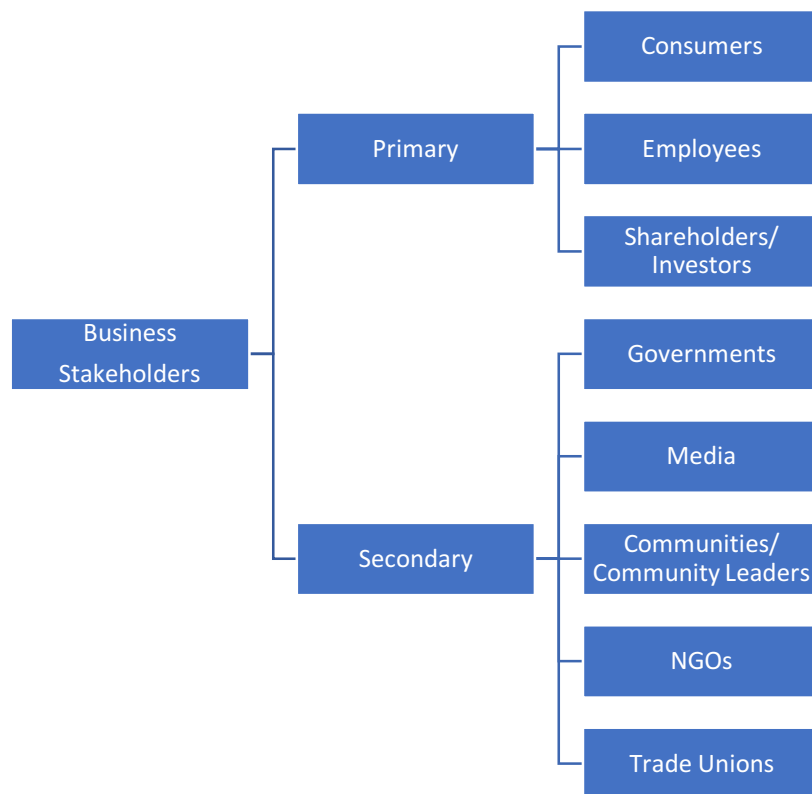 Consumers
Primary
Employees
Shareholders/
Investors
Business
Stakeholders
Governments
Media
Secondary
Communities/
Community Leaders
NGOs
Trade Unions